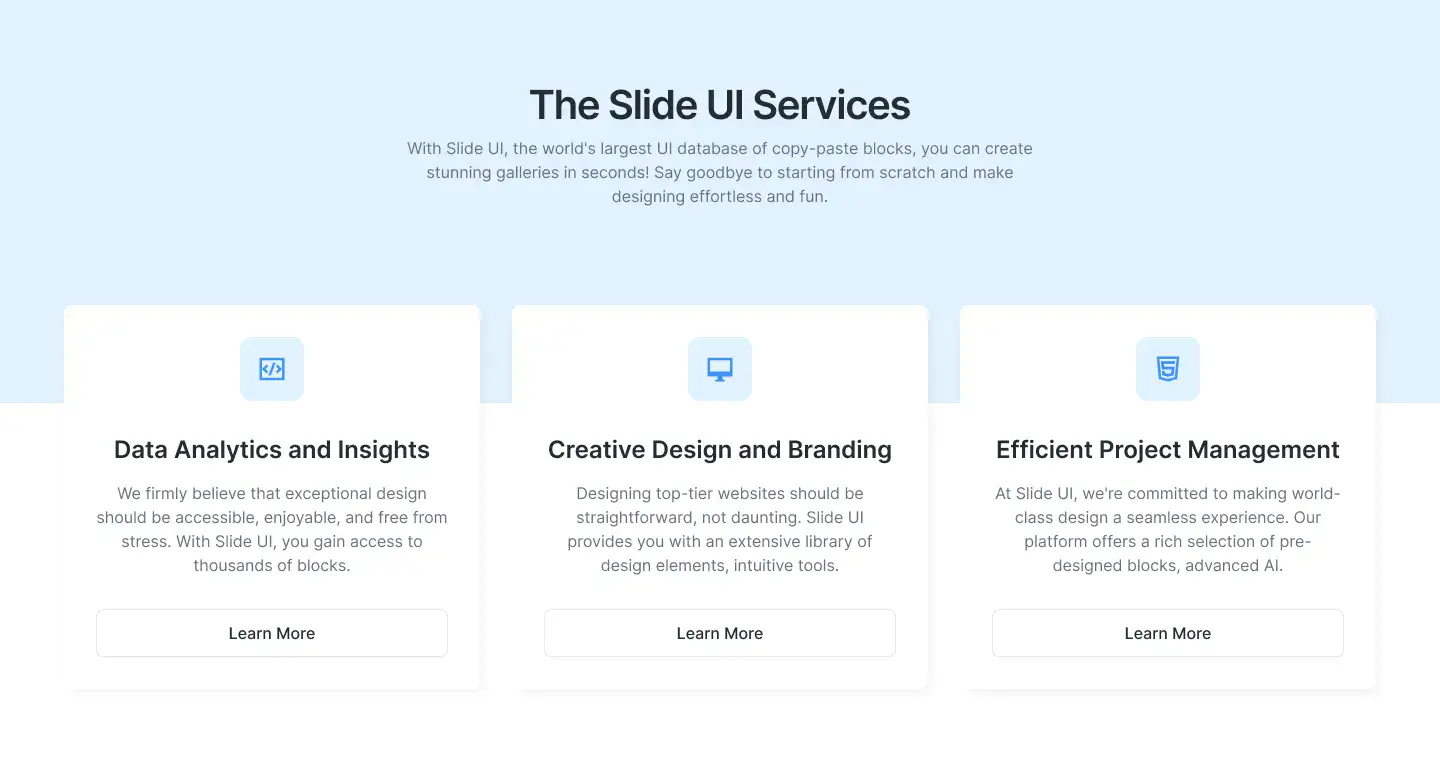 The Slide UI Services
With Slide UI, the world's largest UI database of copy-paste blocks, you can create
stunning galleries in seconds! Say goodbye to starting from scratch and make
designing effortless and fun.
Data Analytics and Insights
We firmly believe that exceptional design
should be accessible, enjoyable, and free from
stress. With Slide UI, you gain access to
thousands of blocks.
Learn More
Creative Design and Branding
Designing top-tier websites should be
straightforward, not daunting. Slide UI
provides you with an extensive library of
design elements, intuitive tools.
Learn More
Efficient Project Management
At Slide UI, we're committed to making world-
class design a seamless experience. Our
platform offers a rich selection of pre-
designed blocks, advanced AI.
Learn More